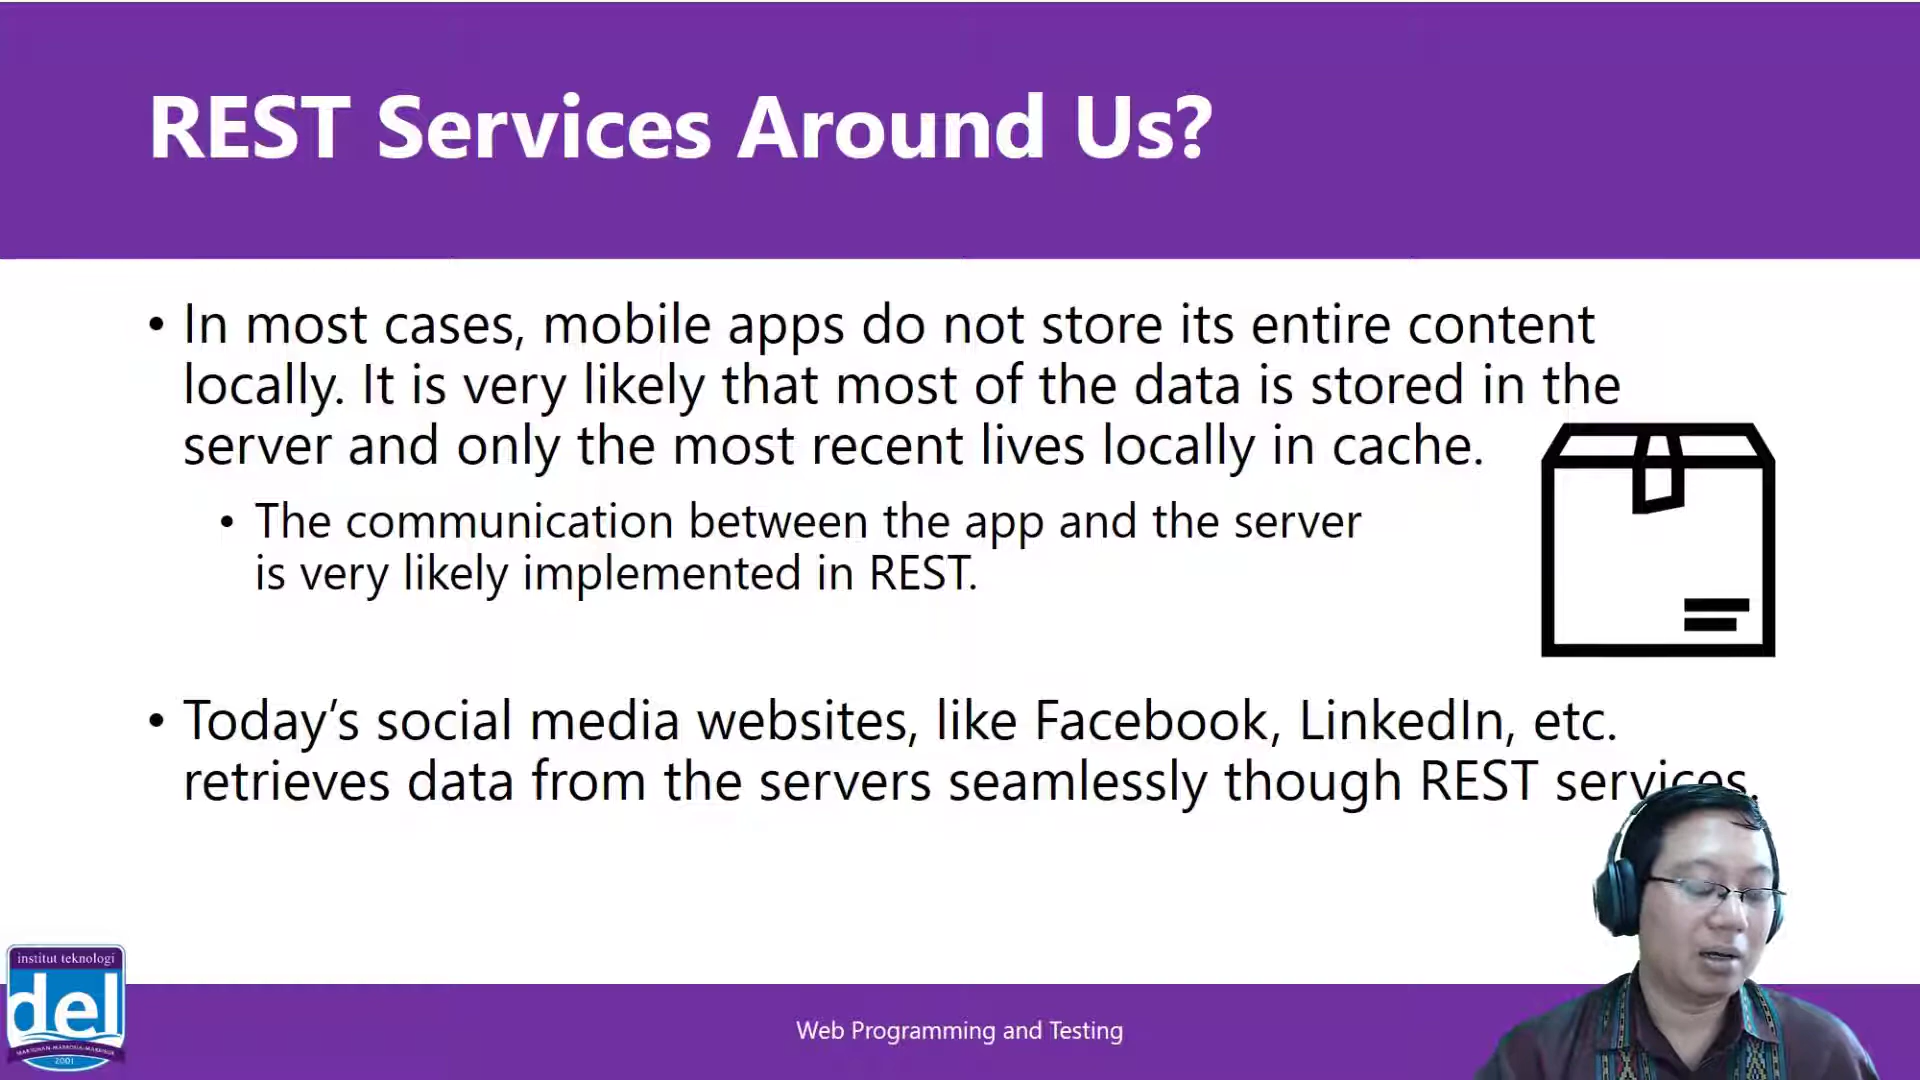 REST Services Around Us?
• In most cases, mobile apps do not store its entire content
locally. It is very likely that most of the data is stored in the
server and only the most recent lives locally in cache.
• The communication between the app and the server
is very likely implemented in REST.
• Today’s social media websites, like Facebook, LinkedIn, etc.
retrieves data from the servers seamlessly though REST services.
institut teknologi
del
MARTUHAN-MARROHA-MARBISUK
2001
Web Programming and Testing